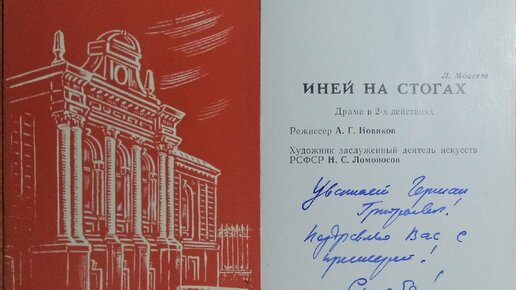 Л. Моисеев
ИНЕЙ НА СТОГАХ
Драма в 2-х действиях
Режиссер А. Г. Новиков
Художник заслуженный деятель искусств
РСФСР Н. С. Ломоносов
Уважаемый Герман
Григорьевич!
Поздравляю Вас с
премьерой!